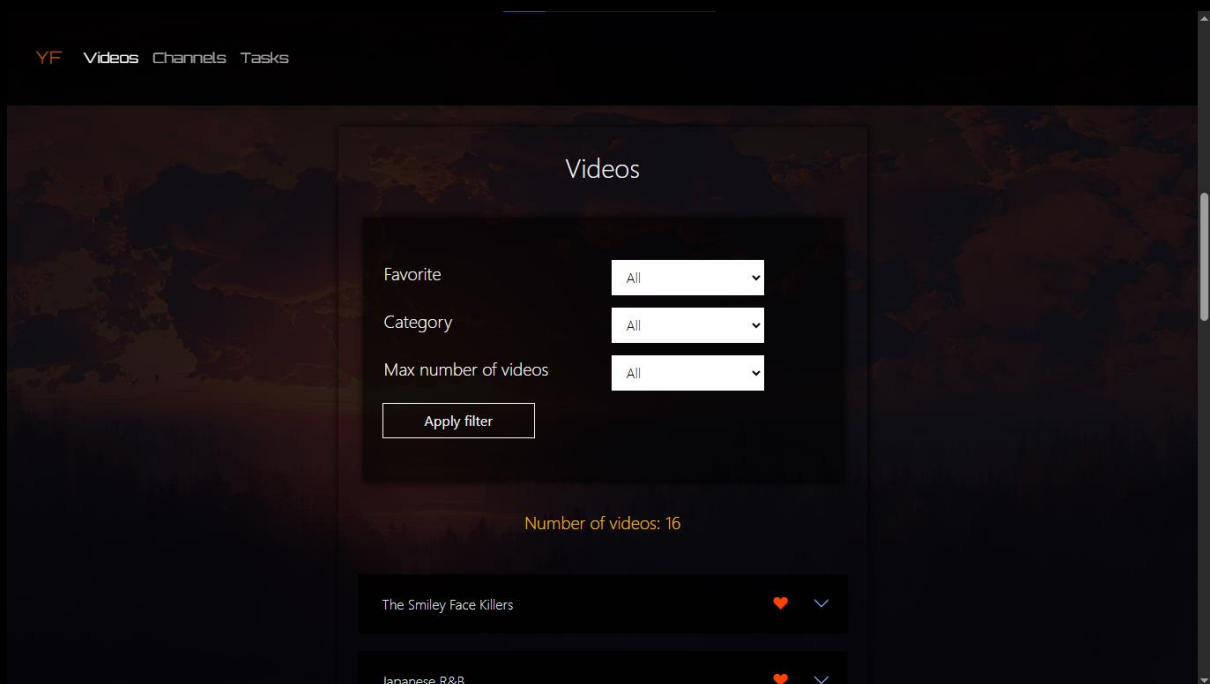 YF Videos Channels Tasks
Videos
Favorite All
Category All
Max number of videos All
Apply filter
Number of videos: 16
The Smiley Face Killers
Japanese R&B